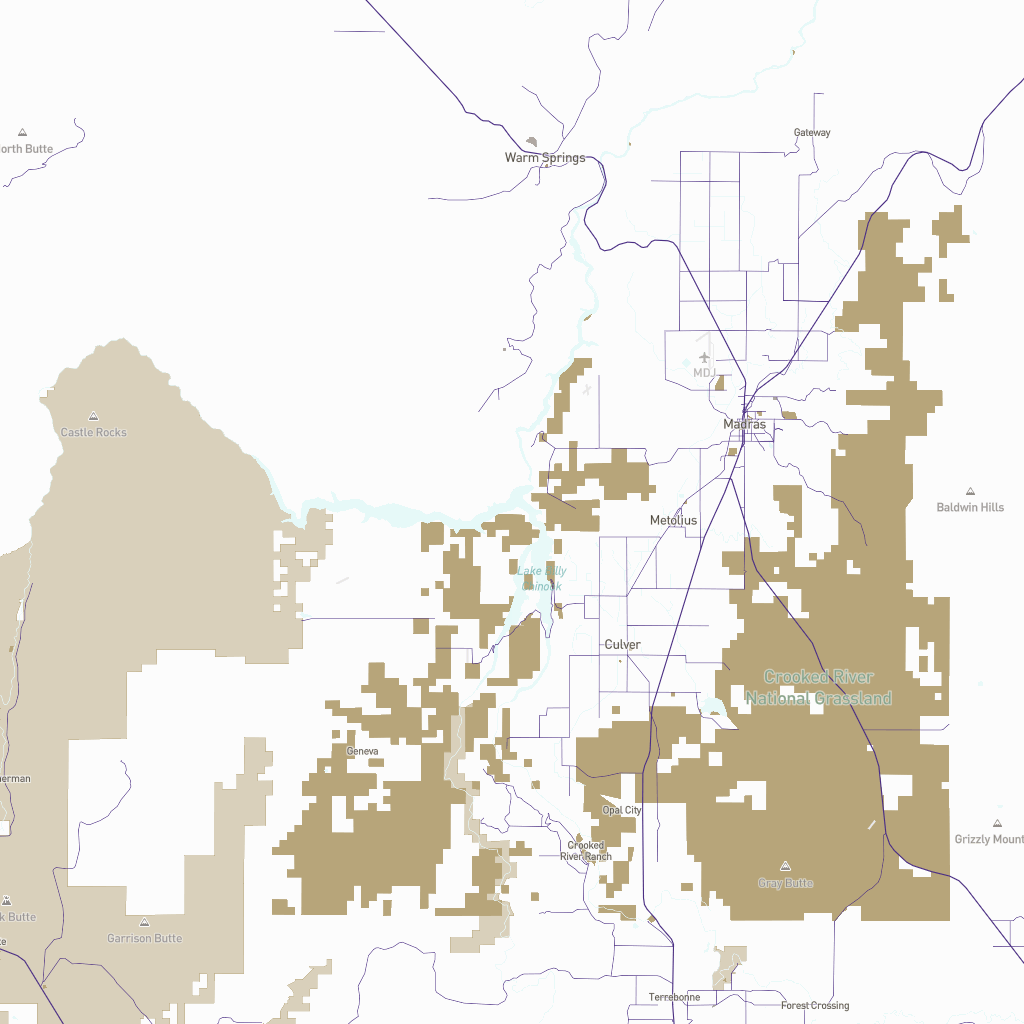 Gateway
orth Butte
Warm Springs
MDJ
Castle Rocks
Madras
Baldwin Hills
Metolius
Lake Billy
Chinook
Culver
Crooked River
National Grassland
Geneva
erman
Opal City
Grizzly Mount
Crooked
River Ranch
Gray Butte
k Butte
Garrison Butte
te
Terrebonne
Forest Crossing